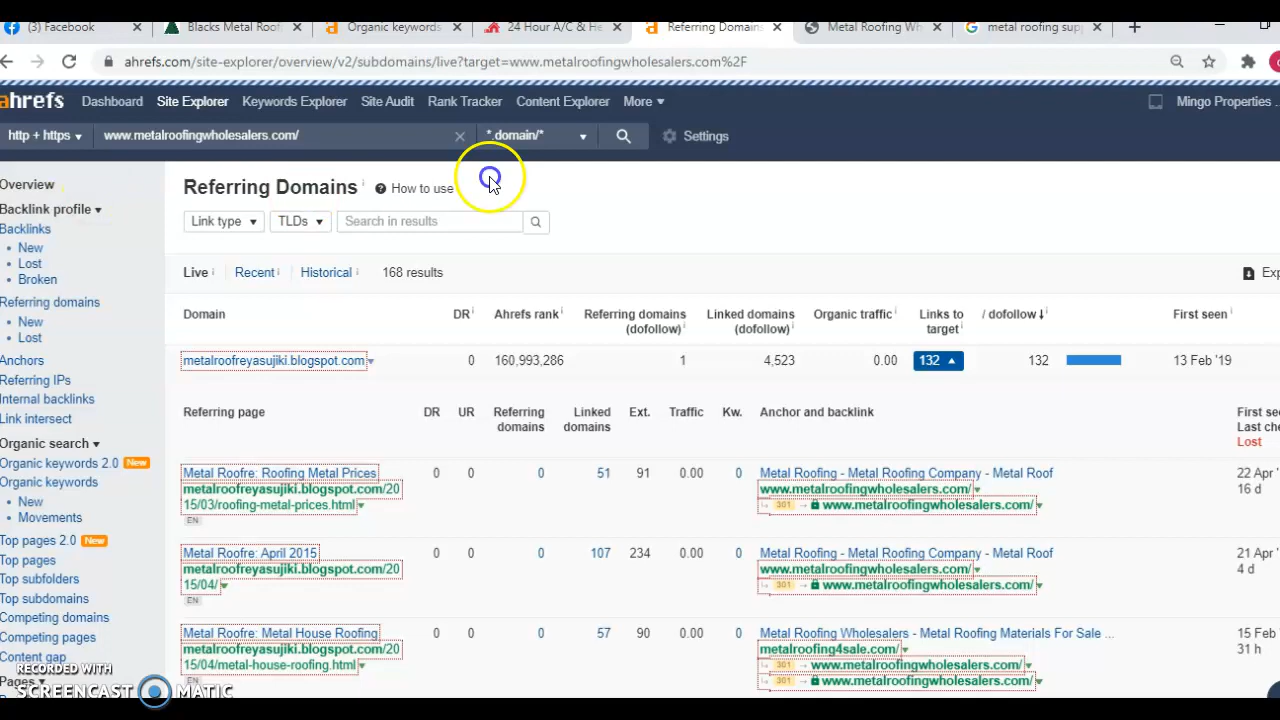 (3) Facebook
Blacks Metal Roof
Organic keywords
24 Hour A/C & He
Referring Domains
Metal Roofing Wh
metal roofing sup
ahrefs.com/site-explorer/overview/v2/subdomains/live?target=www.metalroofingwholesalers.com%2F
ahrefs Dashboard Site Explorer Keywords Explorer Site Audit Rank Tracker Content Explorer More Mingo Properties ..
http + https www.metalroofingwholesalers.com/ *.domain/* Settings
Overview
Backlink profile
Backlinks
• New
• Lost
• Broken
Referring domains
• New
• Lost
Anchors
Referring IPs
Internal backlinks
Link intersect
Organic search
Organic keywords 2.0 New
Organic keywords
• New
• Movements
Top pages 2.0 New
Top pages
Top subfolders
Top subdomains
Competing domains
Competing pages
Content gap
Pages
Referring Domains i How to use
Link type TLDs Search in results
Live i Recent i Historical i 168 results Exp
Domain DR i Ahrefs rank i Referring domains (dofollow) i Linked domains (dofollow) i Organic traffic i Links to target i / dofollow ↓ i First seen i
metalroofreyasujiki.blogspot.com 0 160,993,286 1 4,523 0.00 132 132 13 Feb '19
Referring page DR UR Referring domains Linked domains Ext. Traffic Kw. Anchor and backlink First see
Last che
Lost
Metal Roofre: Roofing Metal Prices 0 0 0 51 91 0.00 0 Metal Roofing - Metal Roofing Company - Metal Roof 22 Apr '
metalroofreyasujiki.blogspot.com/20 www.metalroofingwholesalers.com/ 16 d
15/03/roofing-metal-prices.html 301 → www.metalroofingwholesalers.com/
EN
Metal Roofre: April 2015 0 0 0 107 234 0.00 0 Metal Roofing - Metal Roofing Company - Metal Roof 21 Apr '
metalroofreyasujiki.blogspot.com/20 www.metalroofingwholesalers.com/ 4 d
15/04/ 301 → www.metalroofingwholesalers.com/
EN
Metal Roofre: Metal House Roofing 0 0 0 57 90 0.00 0 Metal Roofing Wholesalers - Metal Roofing Materials For Sale ... 15 Feb '
metalroofreyasujiki.blogspot.com/20 metalroofing4sale.com/ 31 h
15/04/metal-house-roofing.html 301 → www.metalroofingwholesalers.com/
EN 301 → www.metalroofingwholesalers.com/
RECORDED WITH
SCREENCAST MATIC